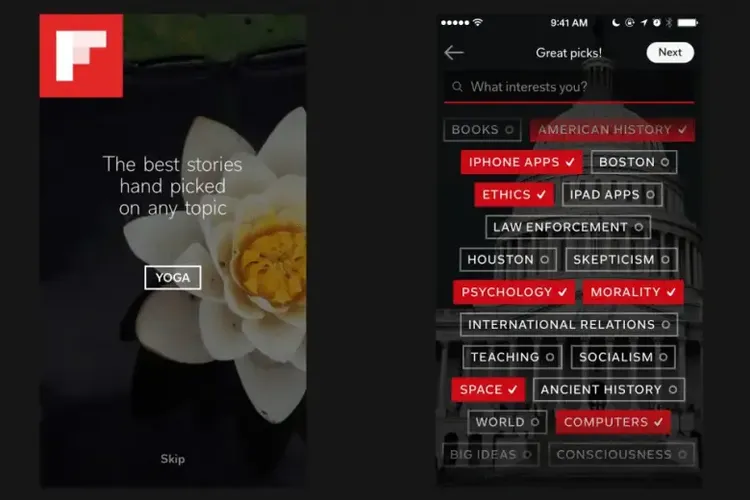 The best stories
hand picked
on any topic
YOGA
Skip
9:41 AM
Great picks!
Next
What interests you?
BOOKS
AMERICAN HISTORY
IPHONE APPS
BOSTON
ETHICS
IPAD APPS
LAW ENFORCEMENT
HOUSTON
SKEPTICISM
PSYCHOLOGY
MORALITY
INTERNATIONAL RELATIONS
TEACHING
SOCIALISM
SPACE
ANCIENT HISTORY
WORLD
COMPUTERS
BIG IDEAS
CONSCIOUSNESS